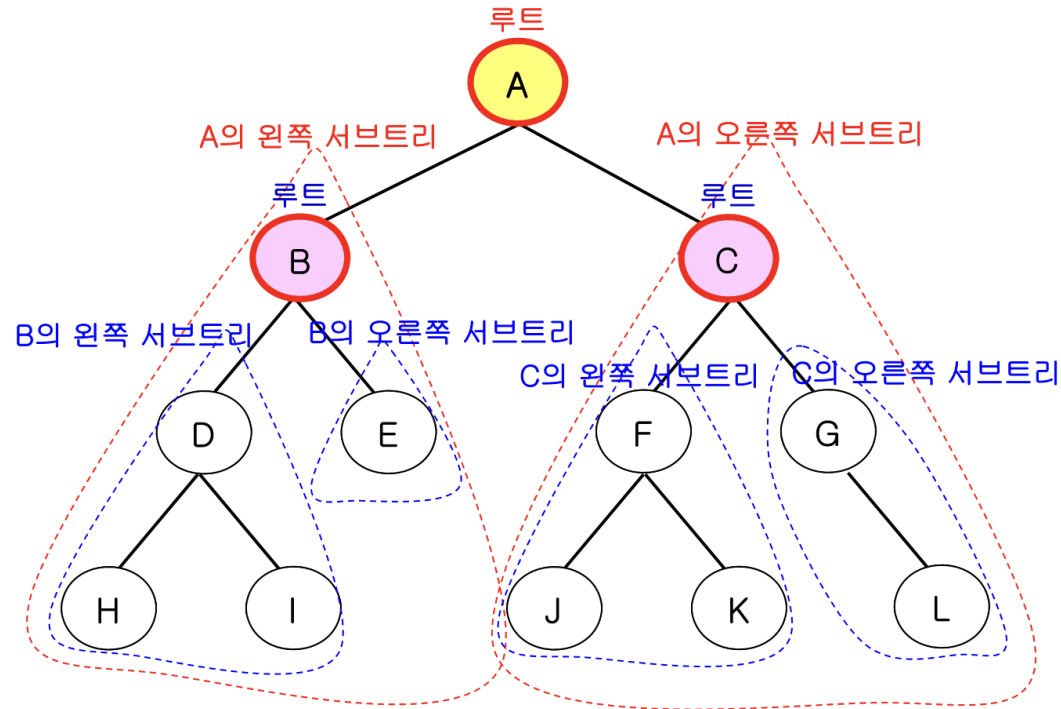 루트
A
A의 왼쪽 서브트리
A의 오른쪽 서브트리
루트
루트
B
C
B의 왼쪽 서브트리
B의 오른쪽 서브트리
C의 왼쪽 서브트리
C의 오른쪽 서브트리
D
E
F
G
H
I
J
K
L